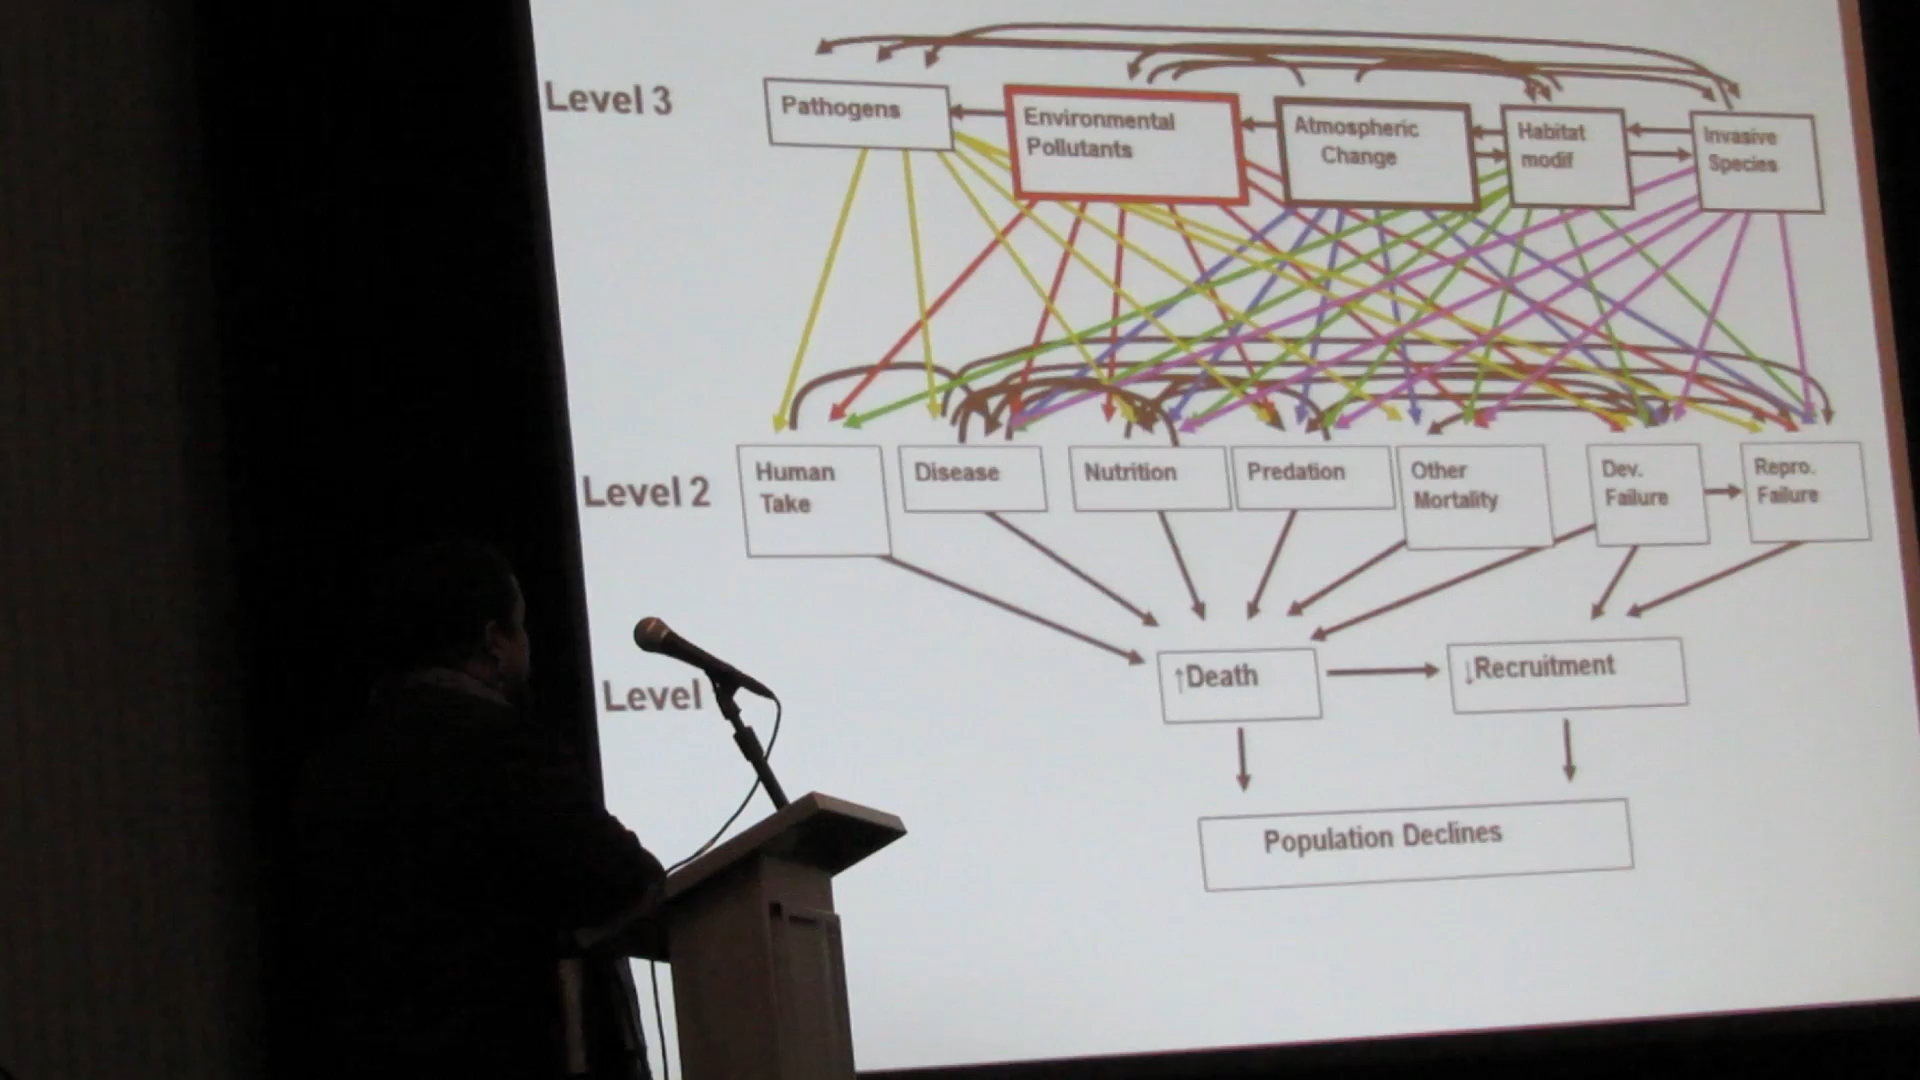 Level 3
Pathogens
Environmental
Pollutants
Atmospheric
Change
Habitat
modif
Invasive
Species
Level 2
Human
Take
Disease
Nutrition
Predation
Other
Mortality
Dev.
Failure
Repro.
Failure
Level
↑Death
↓Recruitment
Population Declines